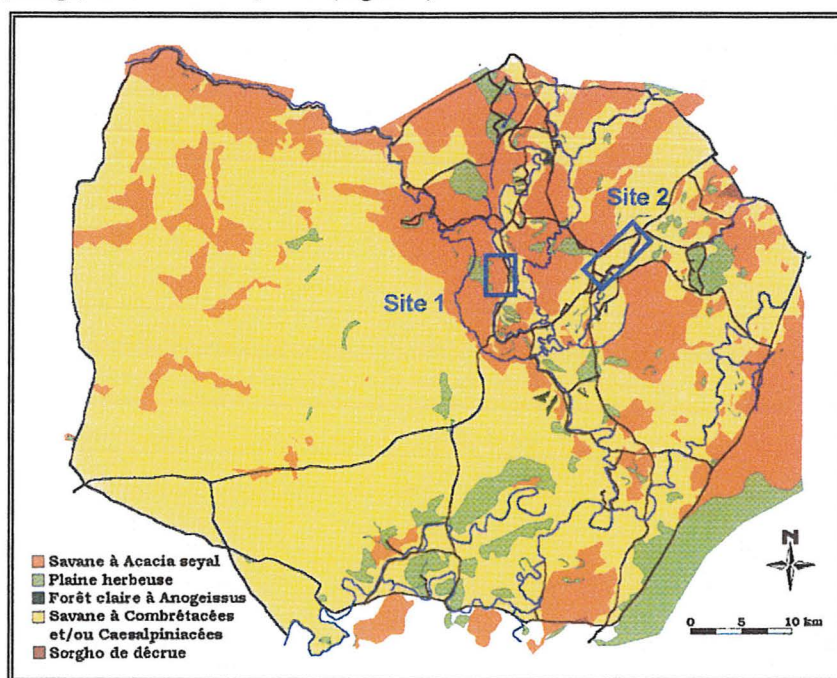 Site 2
Site 1
Savane à Acacia seyal
Plaine herbeuse
Forêt claire à Anogeissus
Savane à Combrétacées
et/ou Caesalpiniacées
Sorgho de décrue
N
0 5 10 km